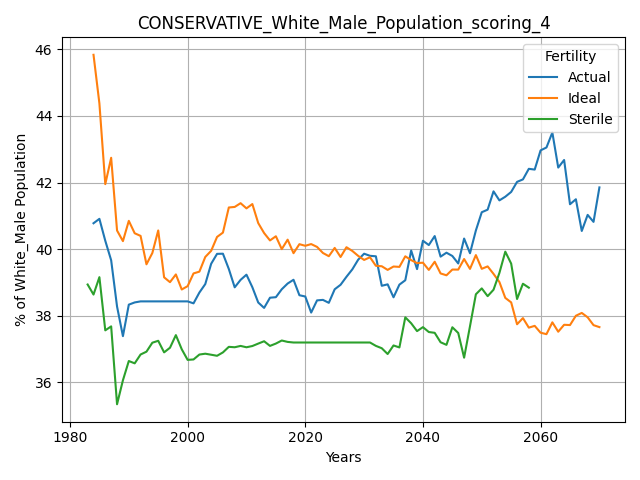 CONSERVATIVE_White_Male_Population_scoring_4
Fertility
Actual
Ideal
Sterile
% of White_Male Population
46
44
42
40
38
36
1980
2000
2020
2040
2060
Years